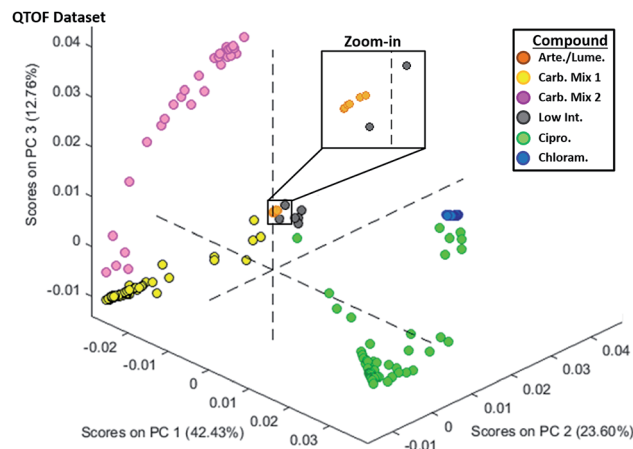 QTOF Dataset
Zoom-in
Compound
Arte./Lume.
Carb. Mix 1
Carb. Mix 2
Low Int.
Cipro.
Chloram.
Scores on PC 3 (12.76%)
0.04
0.03
0.02
0.01
0
-0.01
-0.02
-0.01
0
0.01
0.02
0.03
Scores on PC 1 (42.43%)
-0.01
0
0.01
0.02
0.03
0.04
Scores on PC 2 (23.60%)